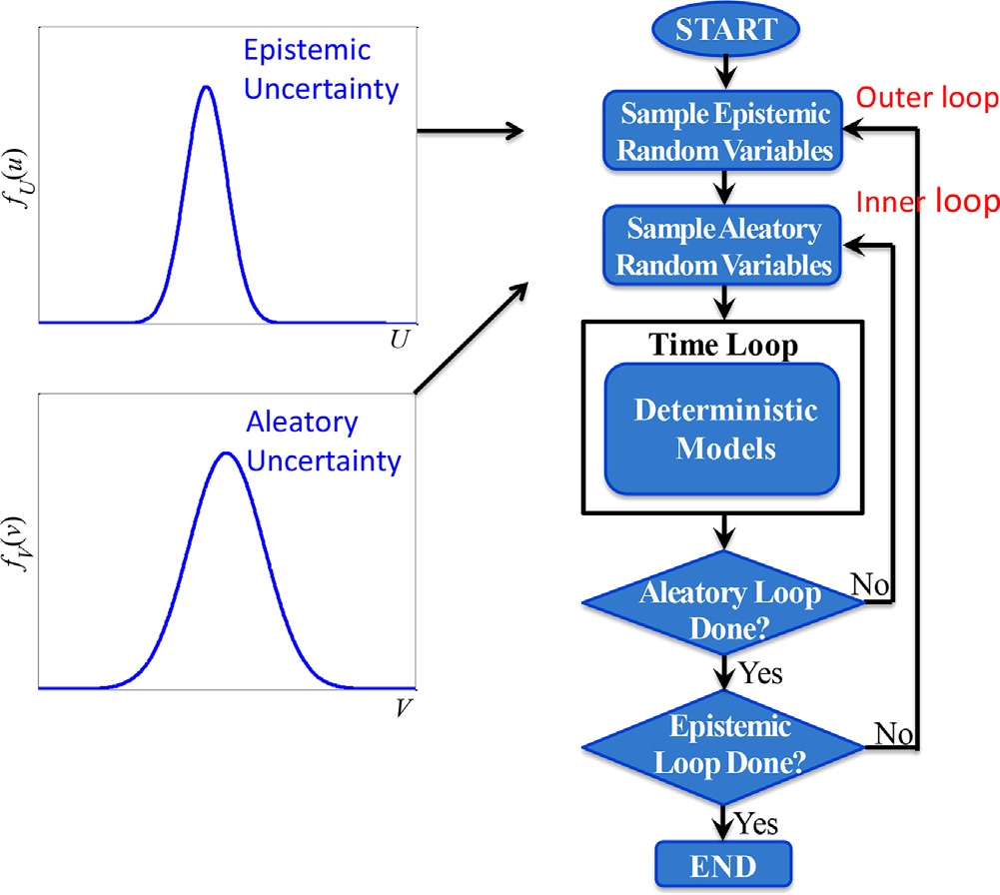 Epistemic
Uncertainty
f_U(u)
U
Aleatory
Uncertainty
f_V(v)
V
START
Sample Epistemic
Random Variables
Outer loop
Sample Aleatory
Random Variables
Inner loop
Time Loop
Deterministic
Models
Aleatory Loop
Done?
No
Yes
Epistemic
Loop Done?
No
Yes
END